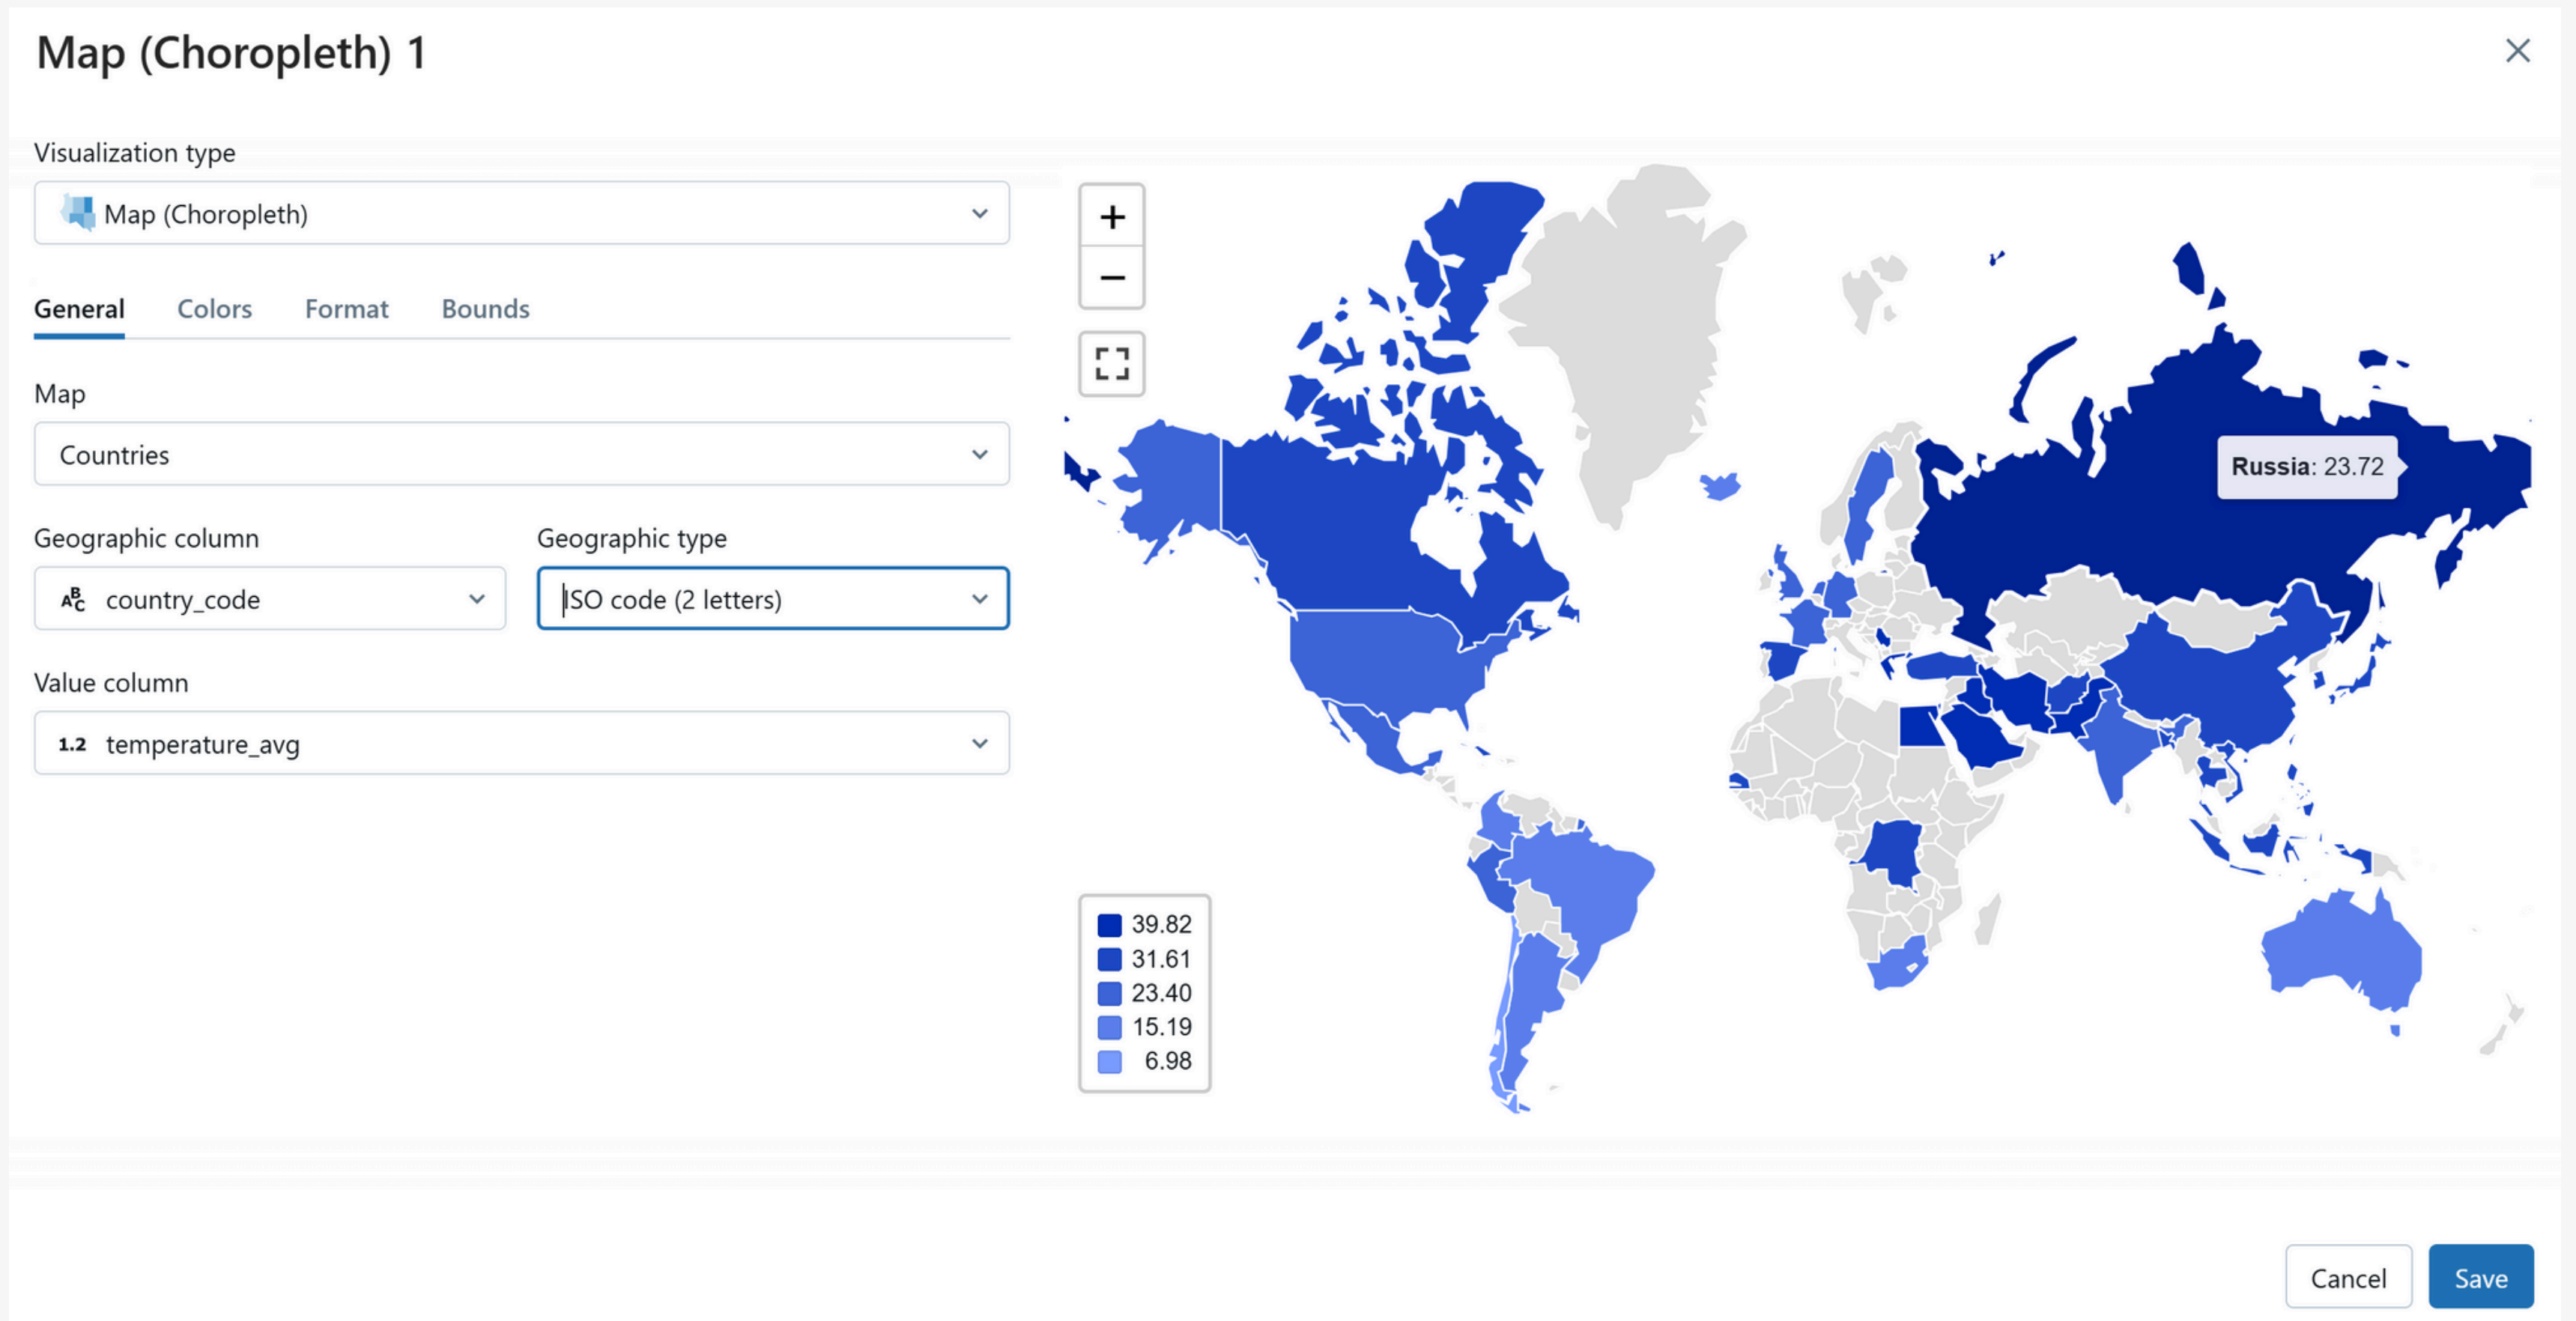 Map (Choropleth) 1
Visualization type
Map (Choropleth)
General Colors Format Bounds
Map
Countries
Geographic column Geographic type
ABC country_code ISO code (2 letters)
Value column
1.2 temperature_avg
+
−
Russia: 23.72
39.82
31.61
23.40
15.19
6.98
Cancel Save